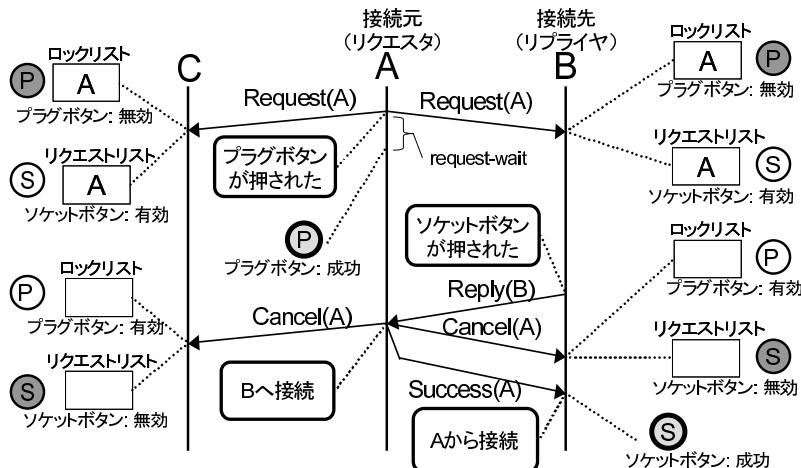 接続元
(リクエスタ)
接続先
(リプライヤ)
C
A
B
ロックリスト
P
A
プラグボタン: 無効
リクエストリスト
S
A
ソケットボタン: 有効
Request(A)
Request(A)
ロックリスト
A
P
プラグボタン: 無効
リクエストリスト
A
S
ソケットボタン: 有効
プラグボタン
が押された
request-wait
P
プラグボタン: 成功
ソケットボタン
が押された
Reply(B)
ロックリスト
P
プラグボタン: 有効
リクエストリスト
S
ソケットボタン: 無効
Cancel(A)
Cancel(A)
ロックリスト
P
プラグボタン: 有効
リクエストリスト
S
ソケットボタン: 無効
Bへ接続
Success(A)
Aから接続
S
ソケットボタン: 成功